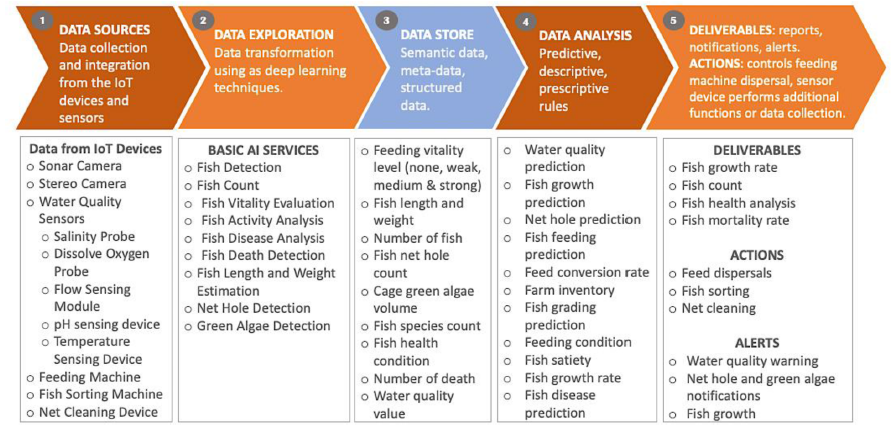 1
DATA SOURCES
Data collection
and integration
from the IoT
devices and
sensors
2
DATA EXPLORATION
Data transformation
using as deep learning
techniques.
3
DATA STORE
Semantic data,
meta-data,
structured
data.
4
DATA ANALYSIS
Predictive,
descriptive,
prescriptive
rules
5
DELIVERABLES: reports,
notifications, alerts.
ACTIONS: controls feeding
machine dispersal, sensor
device performs additional
functions or data collection.
Data from IoT Devices
o Sonar Camera
o Stereo Camera
o Water Quality
Sensors
o Salinity Probe
o Dissolve Oxygen
Probe
o Flow Sensing
Module
o pH sensing device
o Temperature
Sensing Device
o Feeding Machine
o Fish Sorting Machine
o Net Cleaning Device
BASIC AI SERVICES
o Fish Detection
o Fish Count
o Fish Vitality Evaluation
o Fish Activity Analysis
o Fish Disease Analysis
o Fish Death Detection
o Fish Length and Weight
Estimation
o Net Hole Detection
o Green Algae Detection
o Feeding vitality
level (none, weak,
medium & strong)
o Fish length and
weight
o Number of fish
o Fish net hole
count
o Cage green algae
volume
o Fish species count
o Fish health
condition
o Number of death
o Water quality
value
o Water quality
prediction
o Fish growth
prediction
o Net hole prediction
o Fish feeding
prediction
o Feed conversion rate
o Farm inventory
o Fish grading
prediction
o Feeding condition
o Fish satiety
o Fish growth rate
o Fish disease
prediction
DELIVERABLES
o Fish growth rate
o Fish count
o Fish health analysis
o Fish mortality rate
ACTIONS
o Feed dispersals
o Fish sorting
o Net cleaning
ALERTS
o Water quality warning
o Net hole and green algae
notifications
o Fish growth